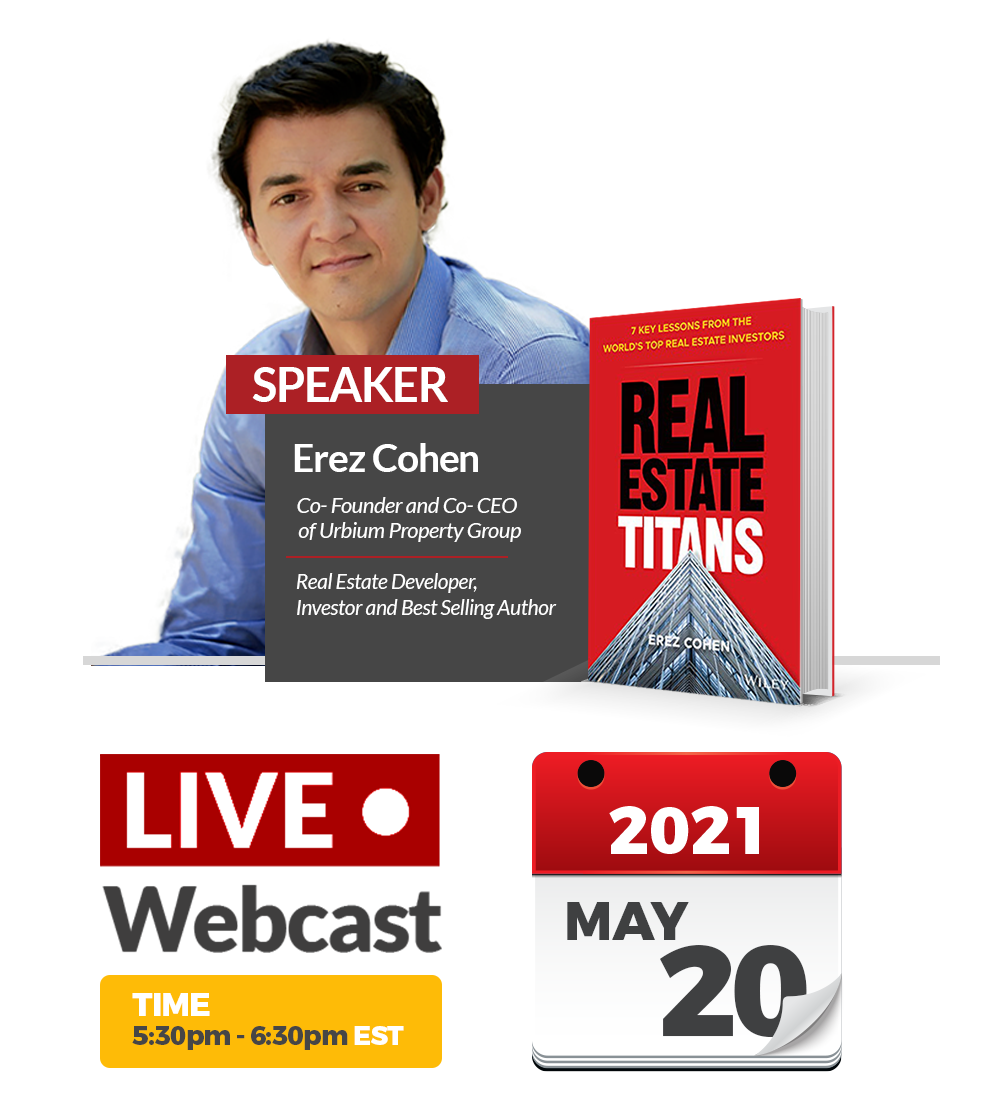 SPEAKER
Erez Cohen
Co- Founder and Co- CEO
of Urbium Property Group
Real Estate Developer,
Investor and Best Selling Author
7 KEY LESSONS FROM THE
WORLD'S TOP REAL ESTATE INVESTORS
REAL
ESTATE
TITANS
EREZ COHEN
WILEY
LIVE
Webcast
TIME
5:30pm - 6:30pm EST
2021
MAY
20